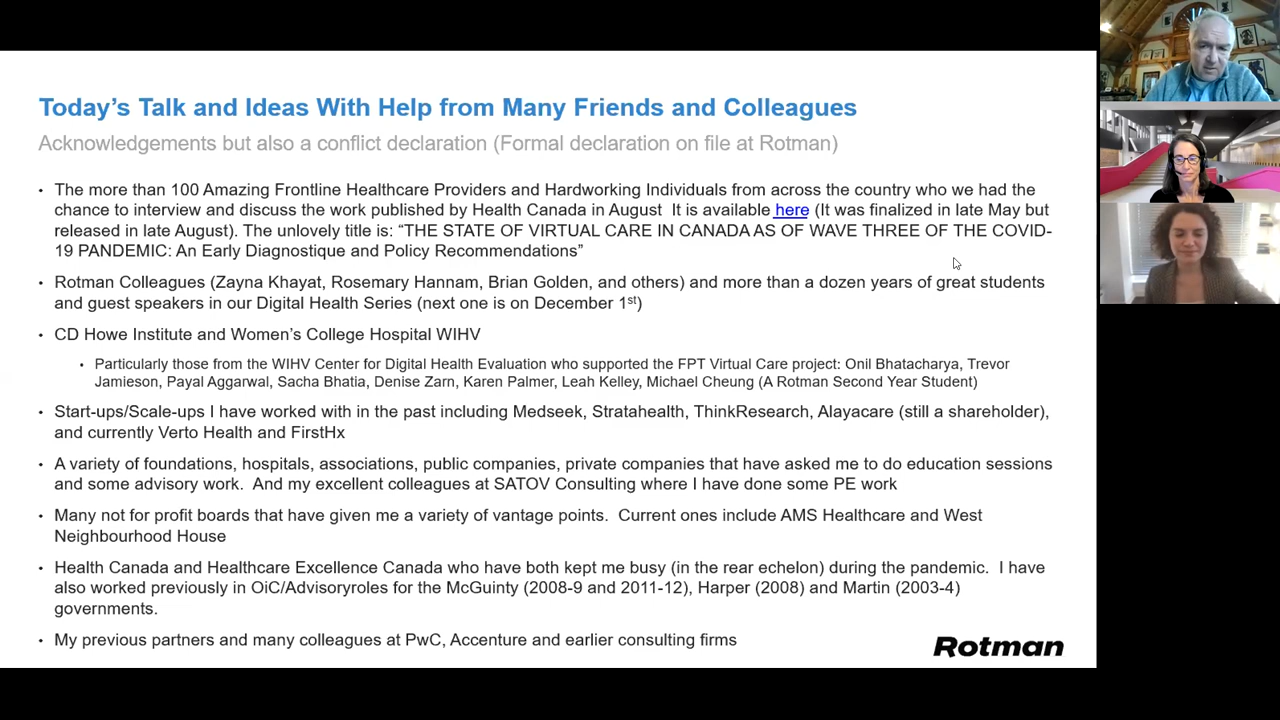 Today's Talk and Ideas With Help from Many Friends and Colleagues
Acknowledgements but also a conflict declaration (Formal declaration on file at Rotman)
• The more than 100 Amazing Frontline Healthcare Providers and Hardworking Individuals from across the country who we had the
chance to interview and discuss the work published by Health Canada in August  It is available here (It was finalized in late May but
released in late August). The unlovely title is: “THE STATE OF VIRTUAL CARE IN CANADA AS OF WAVE THREE OF THE COVID-
19 PANDEMIC: An Early Diagnostique and Policy Recommendations”
• Rotman Colleagues (Zayna Khayat, Rosemary Hannam, Brian Golden, and others) and more than a dozen years of great students
and guest speakers in our Digital Health Series (next one is on December 1st)
• CD Howe Institute and Women's College Hospital WIHV
• Particularly those from the WIHV Center for Digital Health Evaluation who supported the FPT Virtual Care project: Onil Bhatacharya, Trevor
Jamieson, Payal Aggarwal, Sacha Bhatia, Denise Zarn, Karen Palmer, Leah Kelley, Michael Cheung (A Rotman Second Year Student)
• Start-ups/Scale-ups I have worked with in the past including Medseek, Stratahealth, ThinkResearch, Alayacare (still a shareholder),
and currently Verto Health and FirstHx
• A variety of foundations, hospitals, associations, public companies, private companies that have asked me to do education sessions
and some advisory work.  And my excellent colleagues at SATOV Consulting where I have done some PE work
• Many not for profit boards that have given me a variety of vantage points.  Current ones include AMS Healthcare and West
Neighbourhood House
• Health Canada and Healthcare Excellence Canada who have both kept me busy (in the rear echelon) during the pandemic.  I have
also worked previously in OiC/Advisoryroles for the McGuinty (2008-9 and 2011-12), Harper (2008) and Martin (2003-4)
governments.
• My previous partners and many colleagues at PwC, Accenture and earlier consulting firms
Rotman